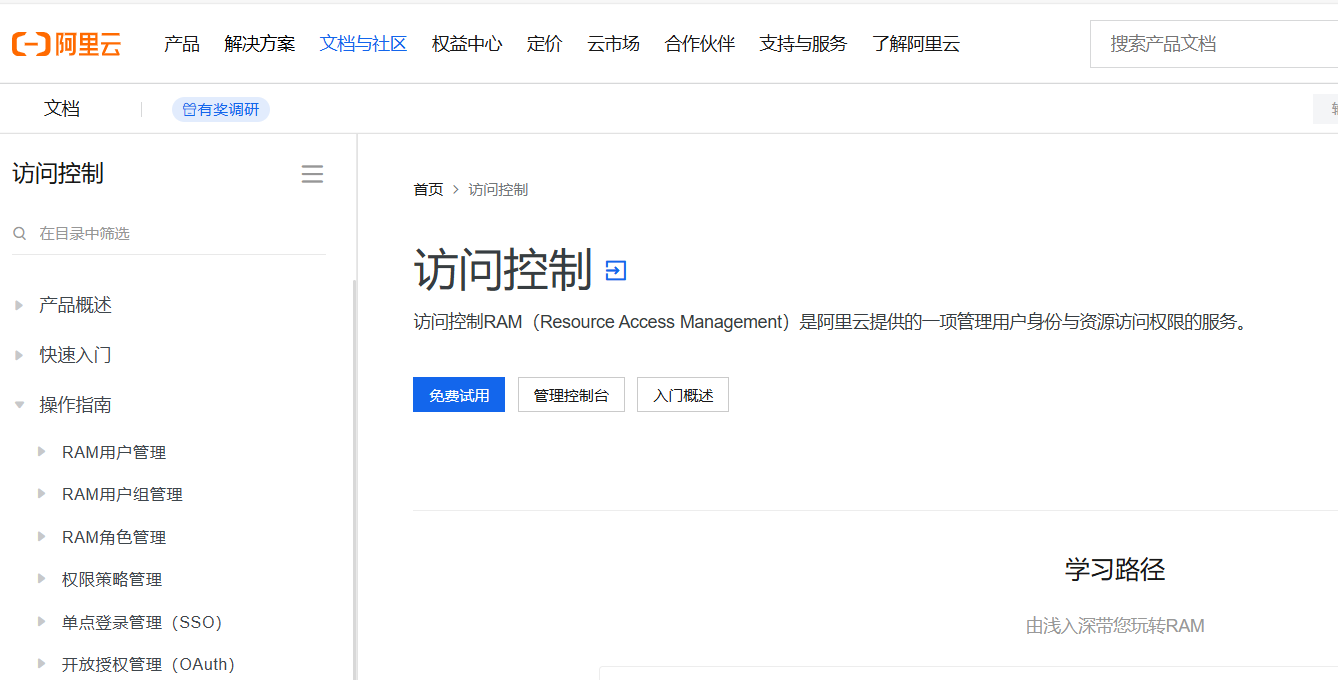 阿里云 产品 解决方案 文档与社区 权益中心 定价 云市场 合作伙伴 支持与服务 了解阿里云 搜索产品文档
文档 有奖调研
访问控制
在目录中筛选
产品概述
快速入门
操作指南
RAM用户管理
RAM用户组管理
RAM角色管理
权限策略管理
单点登录管理（SSO）
开放授权管理（OAuth）
首页 > 访问控制
访问控制
访问控制RAM（Resource Access Management）是阿里云提供的一项管理用户身份与资源访问权限的服务。
免费试用 管理控制台 入门概述
学习路径
由浅入深带您玩转RAM